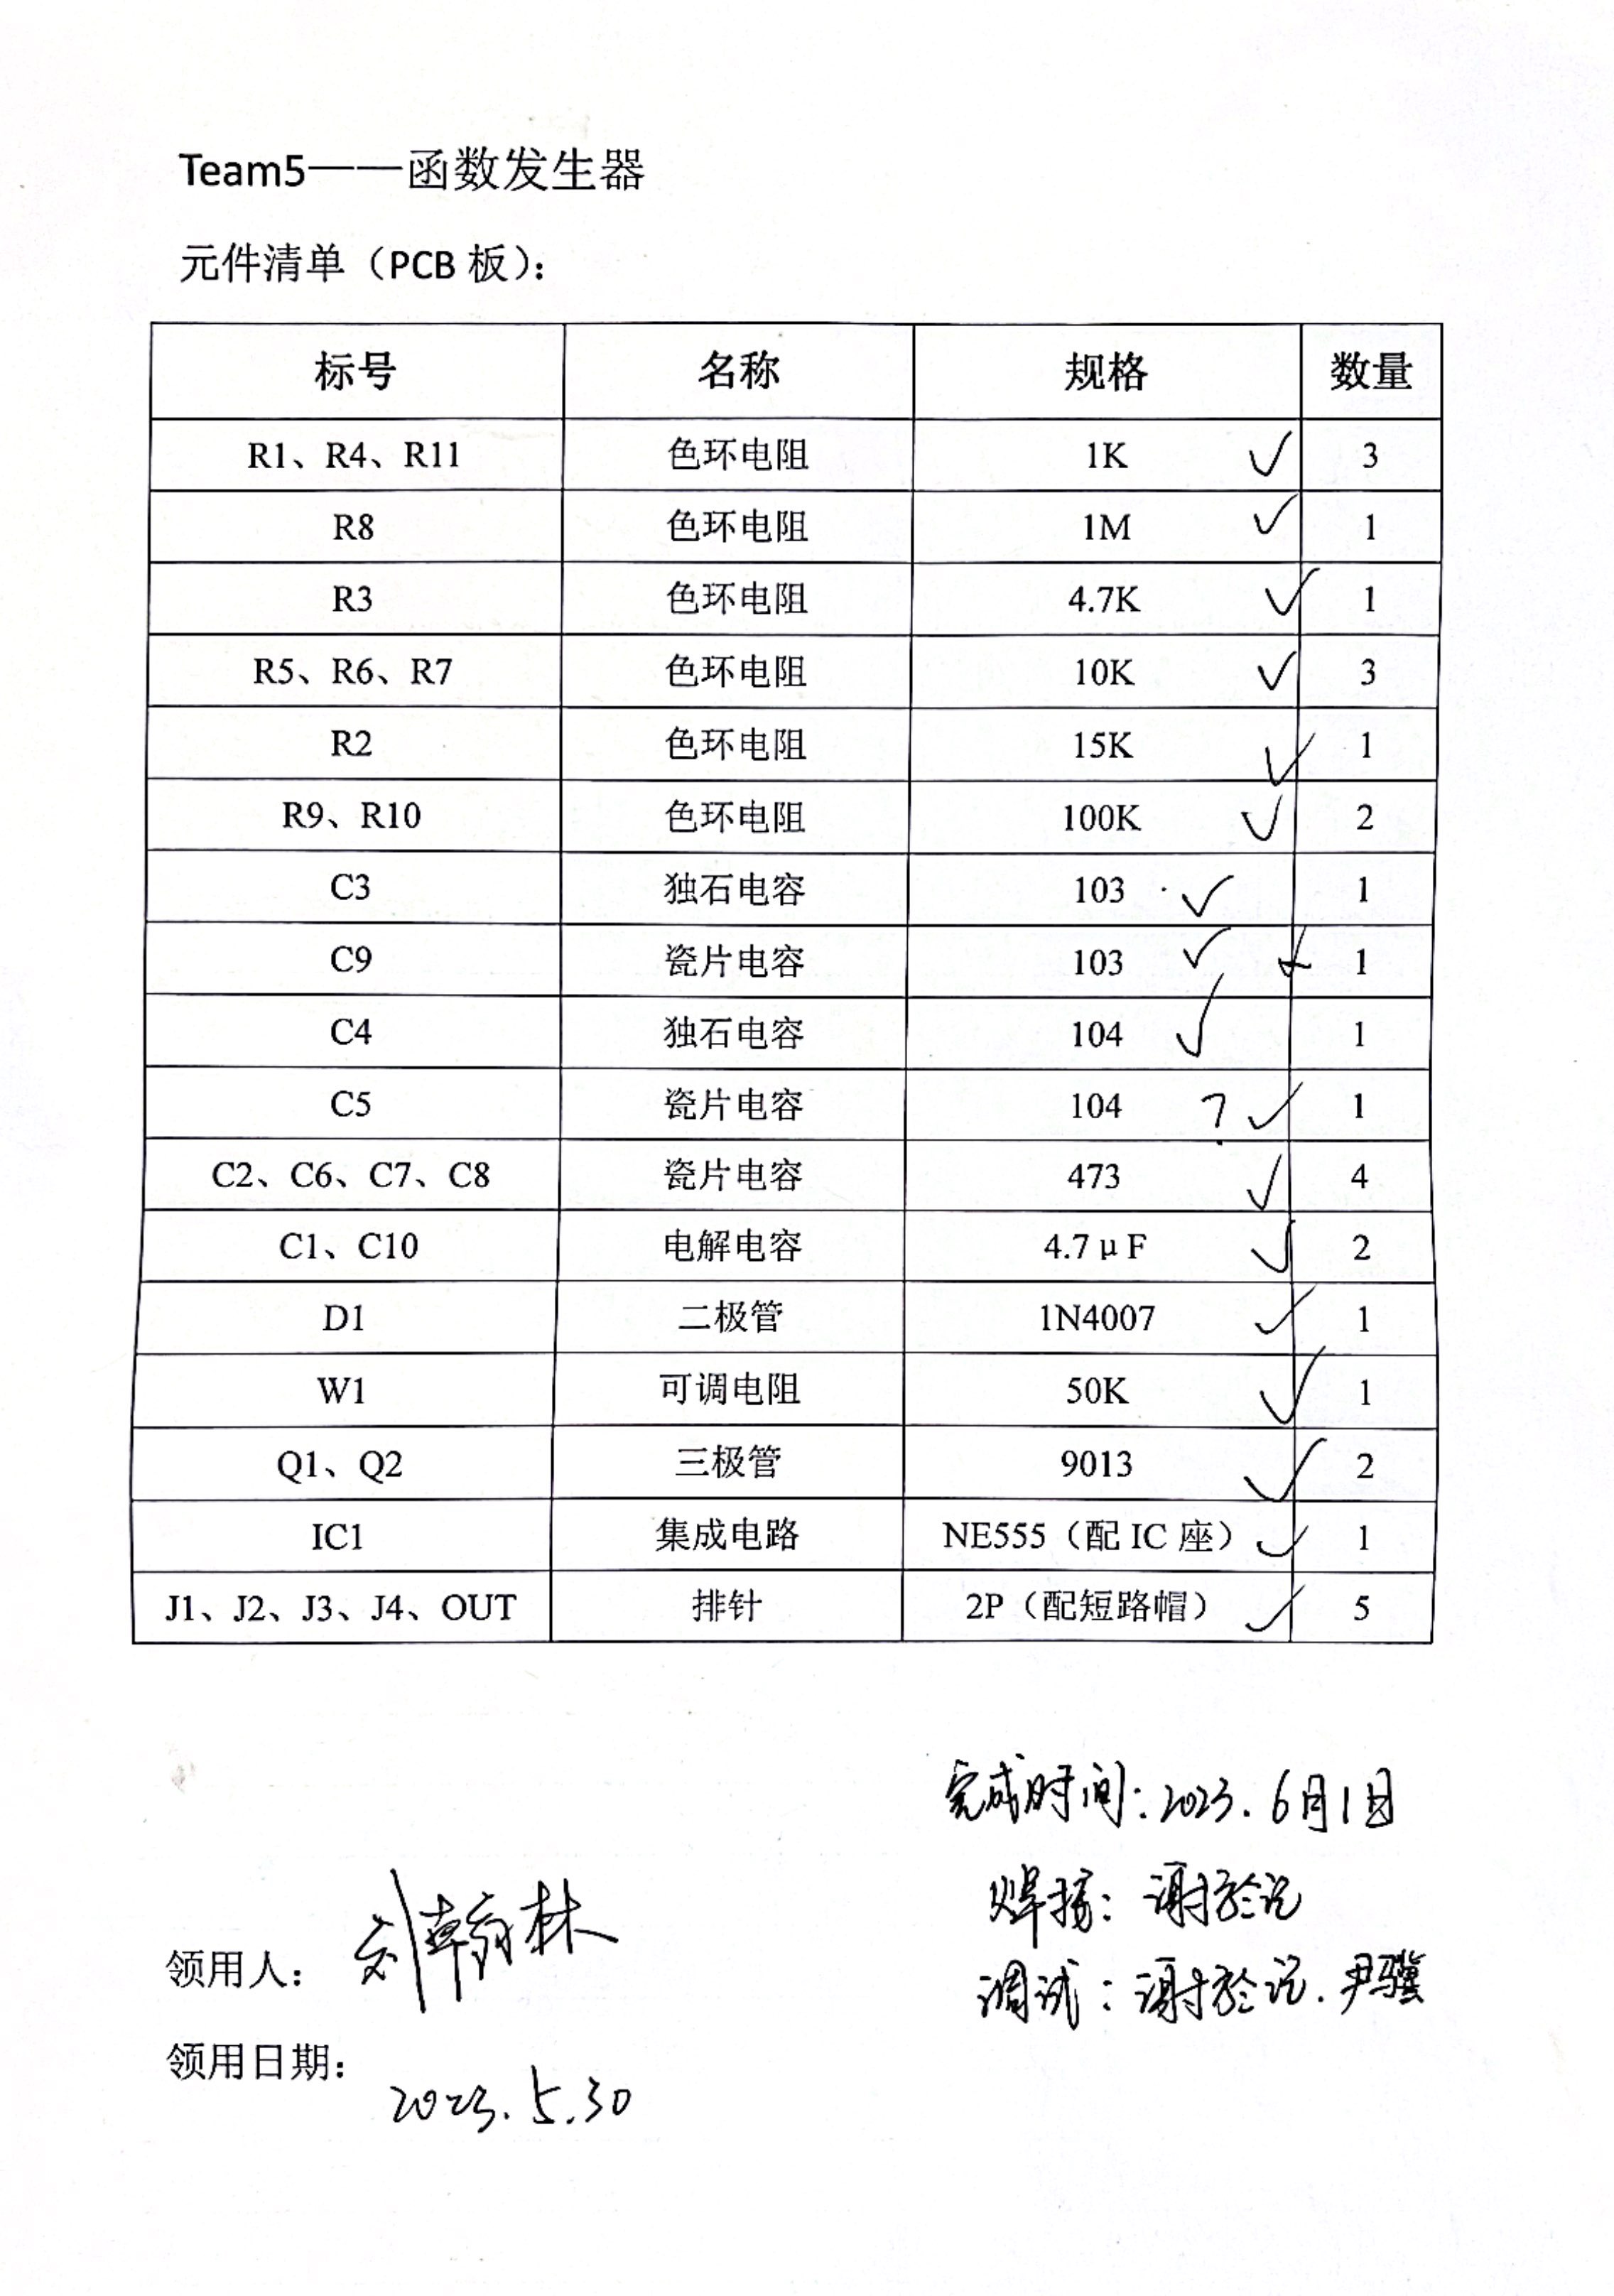 Team5——函数发生器
元件清单（PCB 板）：
标号 名称 规格 数量
R1、R4、R11 色环电阻 1K ✓ 3
R8 色环电阻 1M ✓ 1
R3 色环电阻 4.7K ✓ 1
R5、R6、R7 色环电阻 10K ✓ 3
R2 色环电阻 15K ✓ 1
R9、R10 色环电阻 100K ✓ 2
C3 独石电容 103 ✓ 1
C9 瓷片电容 103 ✓ 1
C4 独石电容 104 ✓ 1
C5 瓷片电容 104 ? ✓ 1
C2、C6、C7、C8 瓷片电容 473 ✓ 4
C1、C10 电解电容 4.7μF ✓ 2
D1 二极管 1N4007 ✓ 1
W1 可调电阻 50K ✓ 1
Q1、Q2 三极管 9013 ✓ 2
IC1 集成电路 NE555（配 IC 座） ✓ 1
J1、J2、J3、J4、OUT 排针 2P（配短路帽） ✓ 5
完成时间：2023. 6月1日
焊接：谢
领用人：刘翰林
调试：谢 尹骥
领用日期：2023.5.30